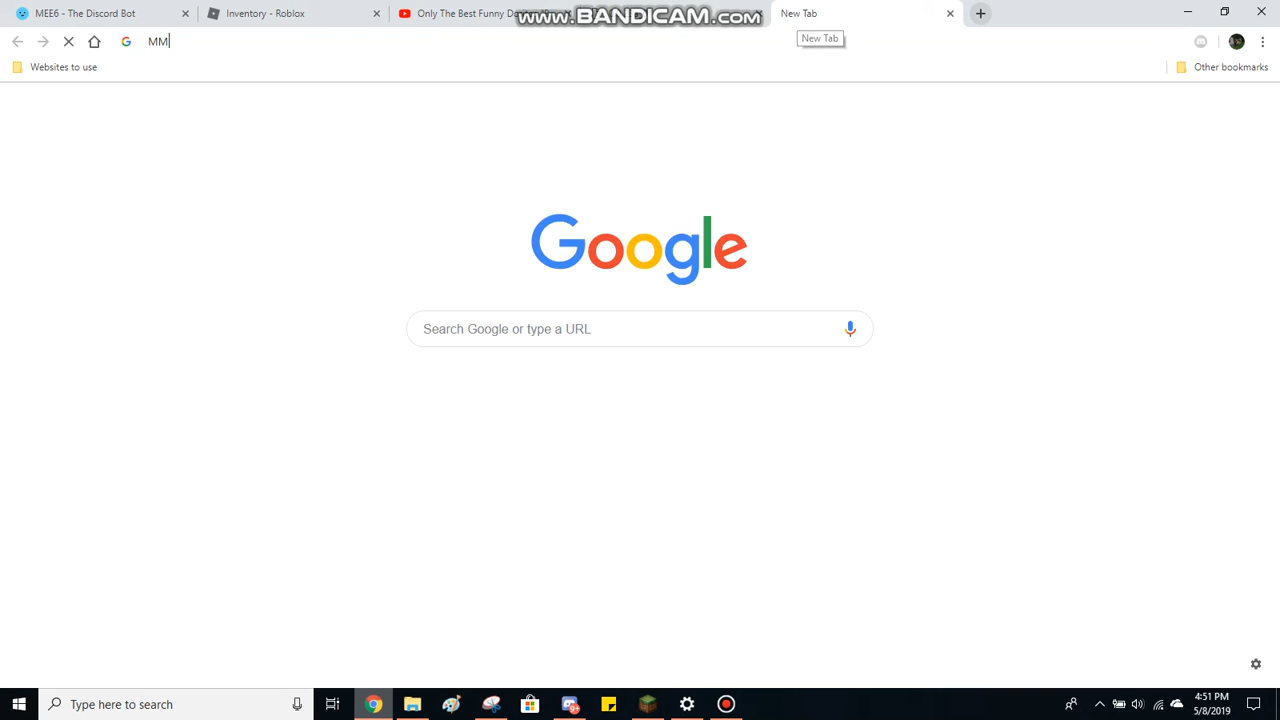 MEE6 - The Discord Bot
Inventory - Roblox
Only The Best Funny
www.BANDICAM.com
New Tab
MM
New Tab
Websites to use
Other bookmarks
Google
Search Google or type a URL
Type here to search
4:51 PM
5/8/2019